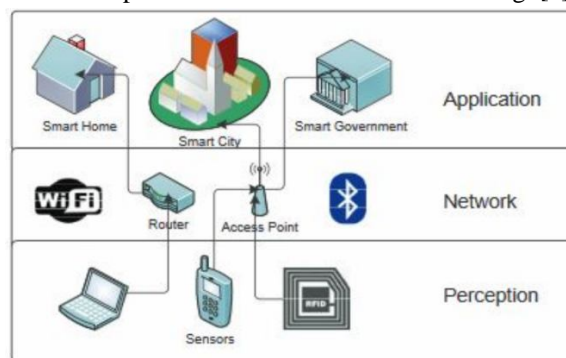 Smart Home
Smart City
Smart Government
Application
WiFi
Router
Access Point
Network
Sensors
RFID
Perception